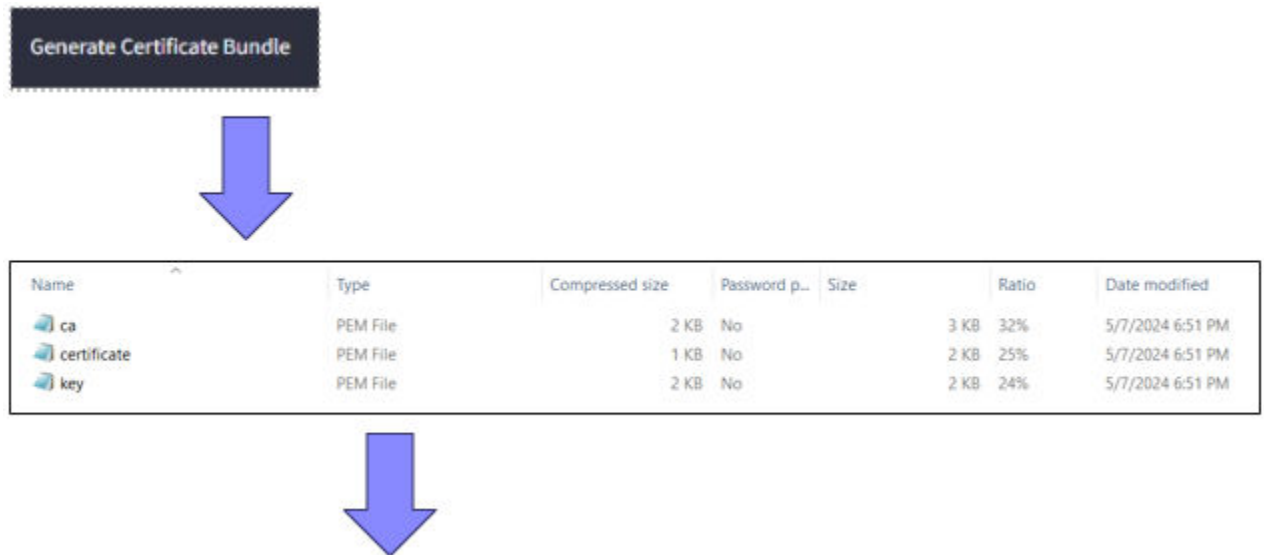 Generate Certificate Bundle
Name Type Compressed size Password p... Size Ratio Date modified
ca PEM File 2 KB No 3 KB 32% 5/7/2024 6:51 PM
certificate PEM File 1 KB No 2 KB 25% 5/7/2024 6:51 PM
key PEM File 2 KB No 2 KB 24% 5/7/2024 6:51 PM